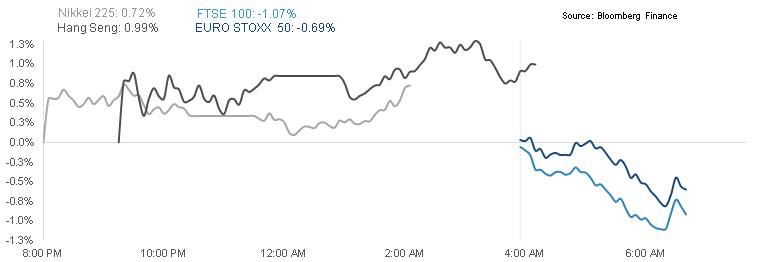 Nikkei 225: 0.72% FTSE 100: -1.07%
Source: Bloomberg Finance
Hang Seng: 0.99% EURO STOXX 50: -0.69%
1.3%
1.0%
0.8%
0.5%
0.3%
0.0%
-0.3%
-0.5%
-0.8%
-1.0%
-1.3%
8:00 PM 10:00 PM 12:00 AM 2:00 AM 4:00 AM 6:00 AM